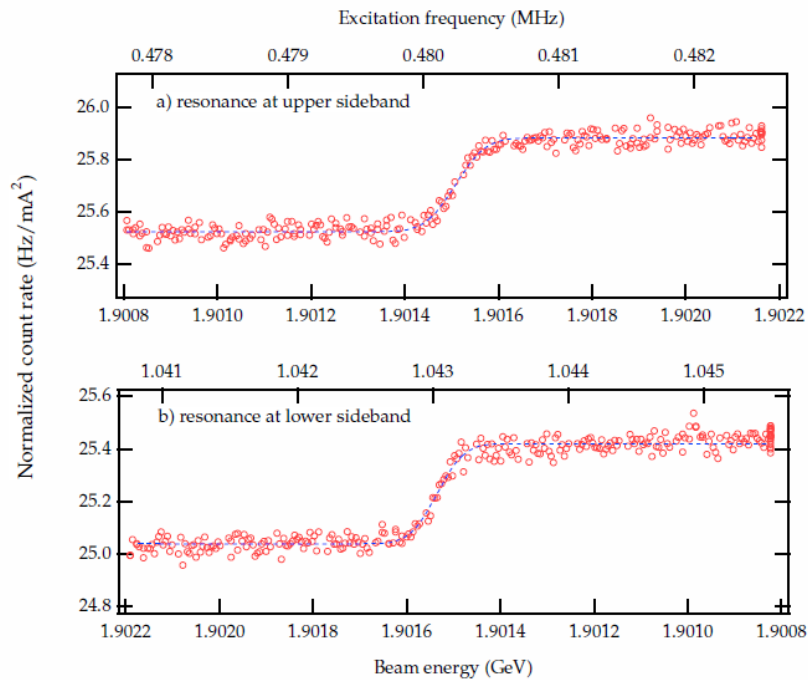 Excitation frequency (MHz)
0.478 0.479 0.480 0.481 0.482
a) resonance at upper sideband
26.0
25.8
25.6
25.4
1.9008 1.9010 1.9012 1.9014 1.9016 1.9018 1.9020 1.9022
Normalized count rate (Hz/mA²)
1.041 1.042 1.043 1.044 1.045
b) resonance at lower sideband
25.6
25.4
25.2
25.0
24.8
1.9022 1.9020 1.9018 1.9016 1.9014 1.9012 1.9010 1.9008
Beam energy (GeV)